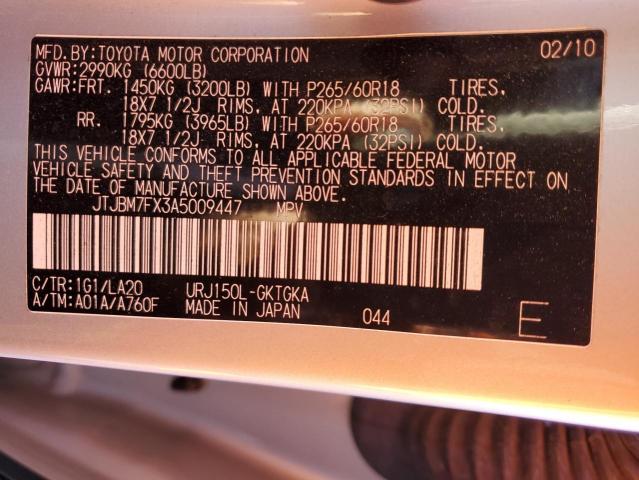 MFD.BY:TOYOTA MOTOR CORPORATION 02/10
GVWR:2990KG (6600LB)
GAWR:FRT. 1450KG (3200LB) WITH P265/60R18 TIRES.
18X7 1/2J RIMS, AT 220KPA (32PSI) COLD.
RR. 1795KG (3965LB) WITH P265/60R18 TIRES,
18X7 1/2J RIMS, AT 220KPA (32PSI) COLD.
THIS VEHICLE CONFORMS TO ALL APPLICABLE FEDERAL MOTOR
VEHICLE SAFETY AND THEFT PREVENTION STANDARDS IN EFFECT ON
THE DATE OF MANUFACTURE SHOWN ABOVE.
JTJBM7FX3A5009447 MPV
C/TR:1G1/LA20 URJ150L-GKTGKA
A/TM:A01A/A760F MADE IN JAPAN 044 E